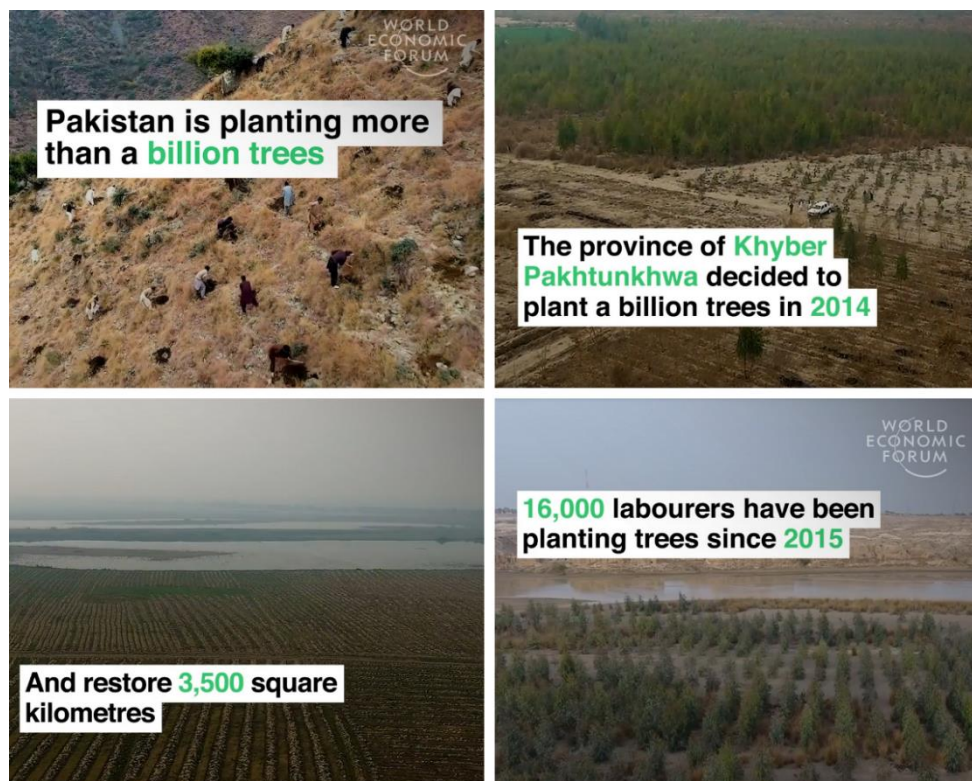 WORLD
ECONOMIC
FORUM
Pakistan is planting more
than a billion trees
The province of Khyber
Pakhtunkhwa decided to
plant a billion trees in 2014
And restore 3,500 square
kilometres
WORLD
ECONOMIC
FORUM
16,000 labourers have been
planting trees since 2015